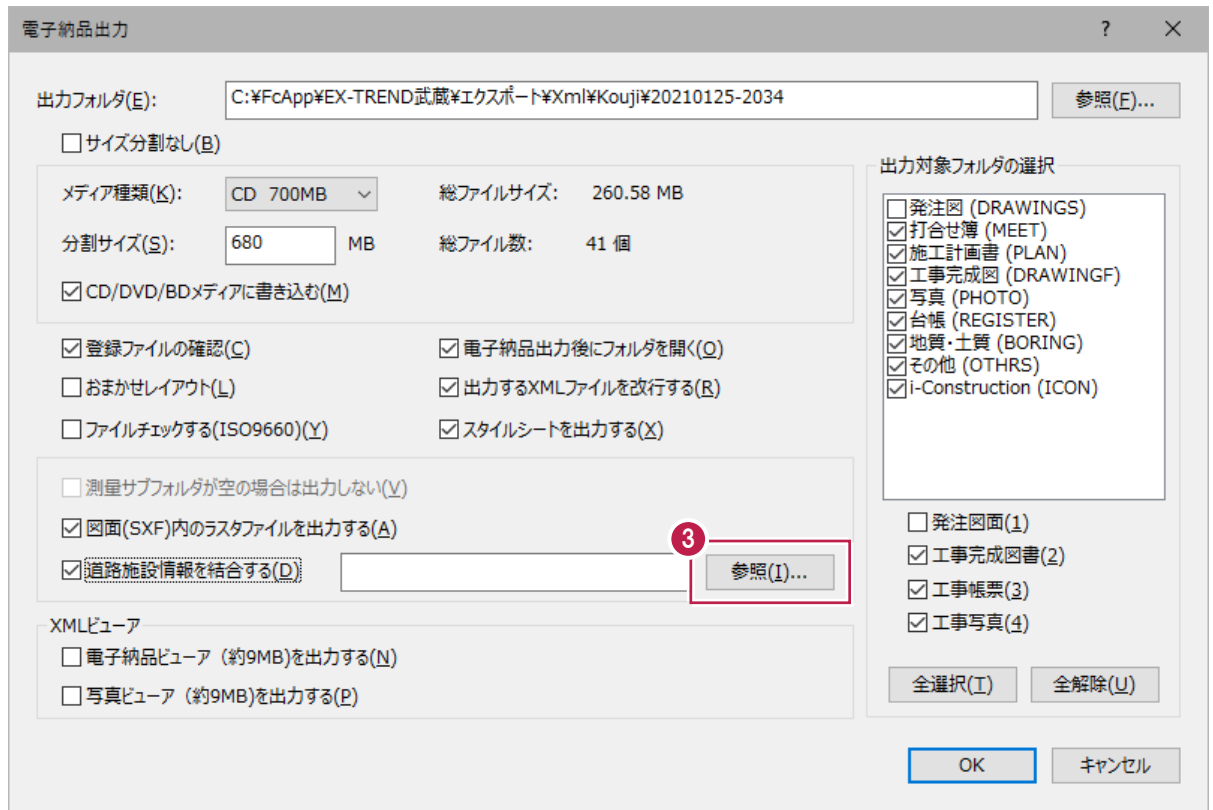 電子納品出力 ? ×
出力フォルダ(E): C:¥FcApp¥EX-TREND武蔵¥エクスポート¥Xml¥Kouji¥20210125-2034 参照(F)...
サイズ分割なし(B)
メディア種類(K): CD 700MB 総ファイルサイズ: 260.58 MB
分割サイズ(S): 680 MB 総ファイル数: 41 個
CD/DVD/BDメディアに書き込む(M)
登録ファイルの確認(C) 電子納品出力後にフォルダを開く(O)
おまかせレイアウト(L) 出力するXMLファイルを改行する(R)
ファイルチェックする(ISO9660)(Y) スタイルシートを出力する(X)
測量サブフォルダが空の場合は出力しない(V)
図面(SXF)内のラスタファイルを出力する(A)
3
道路施設情報を結合する(D) 参照(I)...
XMLビューア
電子納品ビューア (約9MB)を出力する(N)
写真ビューア (約9MB)を出力する(P)
出力対象フォルダの選択
発注図 (DRAWINGS)
打合せ簿 (MEET)
施工計画書 (PLAN)
工事完成図 (DRAWINGF)
写真 (PHOTO)
台帳 (REGISTER)
地質・土質 (BORING)
その他 (OTHRS)
i-Construction (ICON)
発注図面(1)
工事完成図書(2)
工事帳票(3)
工事写真(4)
全選択(T) 全解除(U)
OK キャンセル